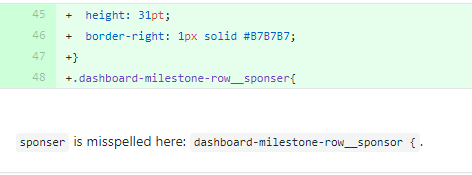 45 + height: 31pt;
46 + border-right: 1px solid #B7B7B7;
47 +}
48 +.dashboard-milestone-row__sponser{
sponser is misspelled here: dashboard-milestone-row__sponsor { .